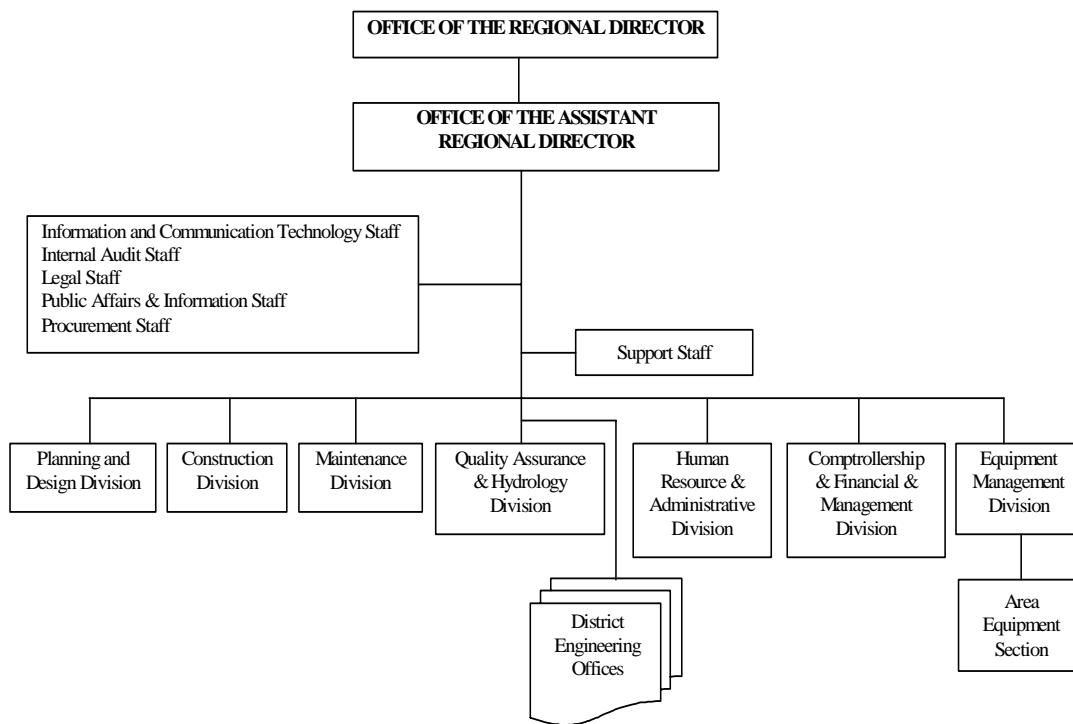 OFFICE OF THE REGIONAL DIRECTOR
OFFICE OF THE ASSISTANT
REGIONAL DIRECTOR
Information and Communication Technology Staff
Internal Audit Staff
Legal Staff
Public Affairs & Information Staff
Procurement Staff
Support Staff
Planning and
Design Division
Construction
Division
Maintenance
Division
Quality Assurance
& Hydrology
Division
Human
Resource &
Administrative
Division
Comptrollership
& Financial &
Management
Division
Equipment
Management
Division
District
Engineering
Offices
Area
Equipment
Section